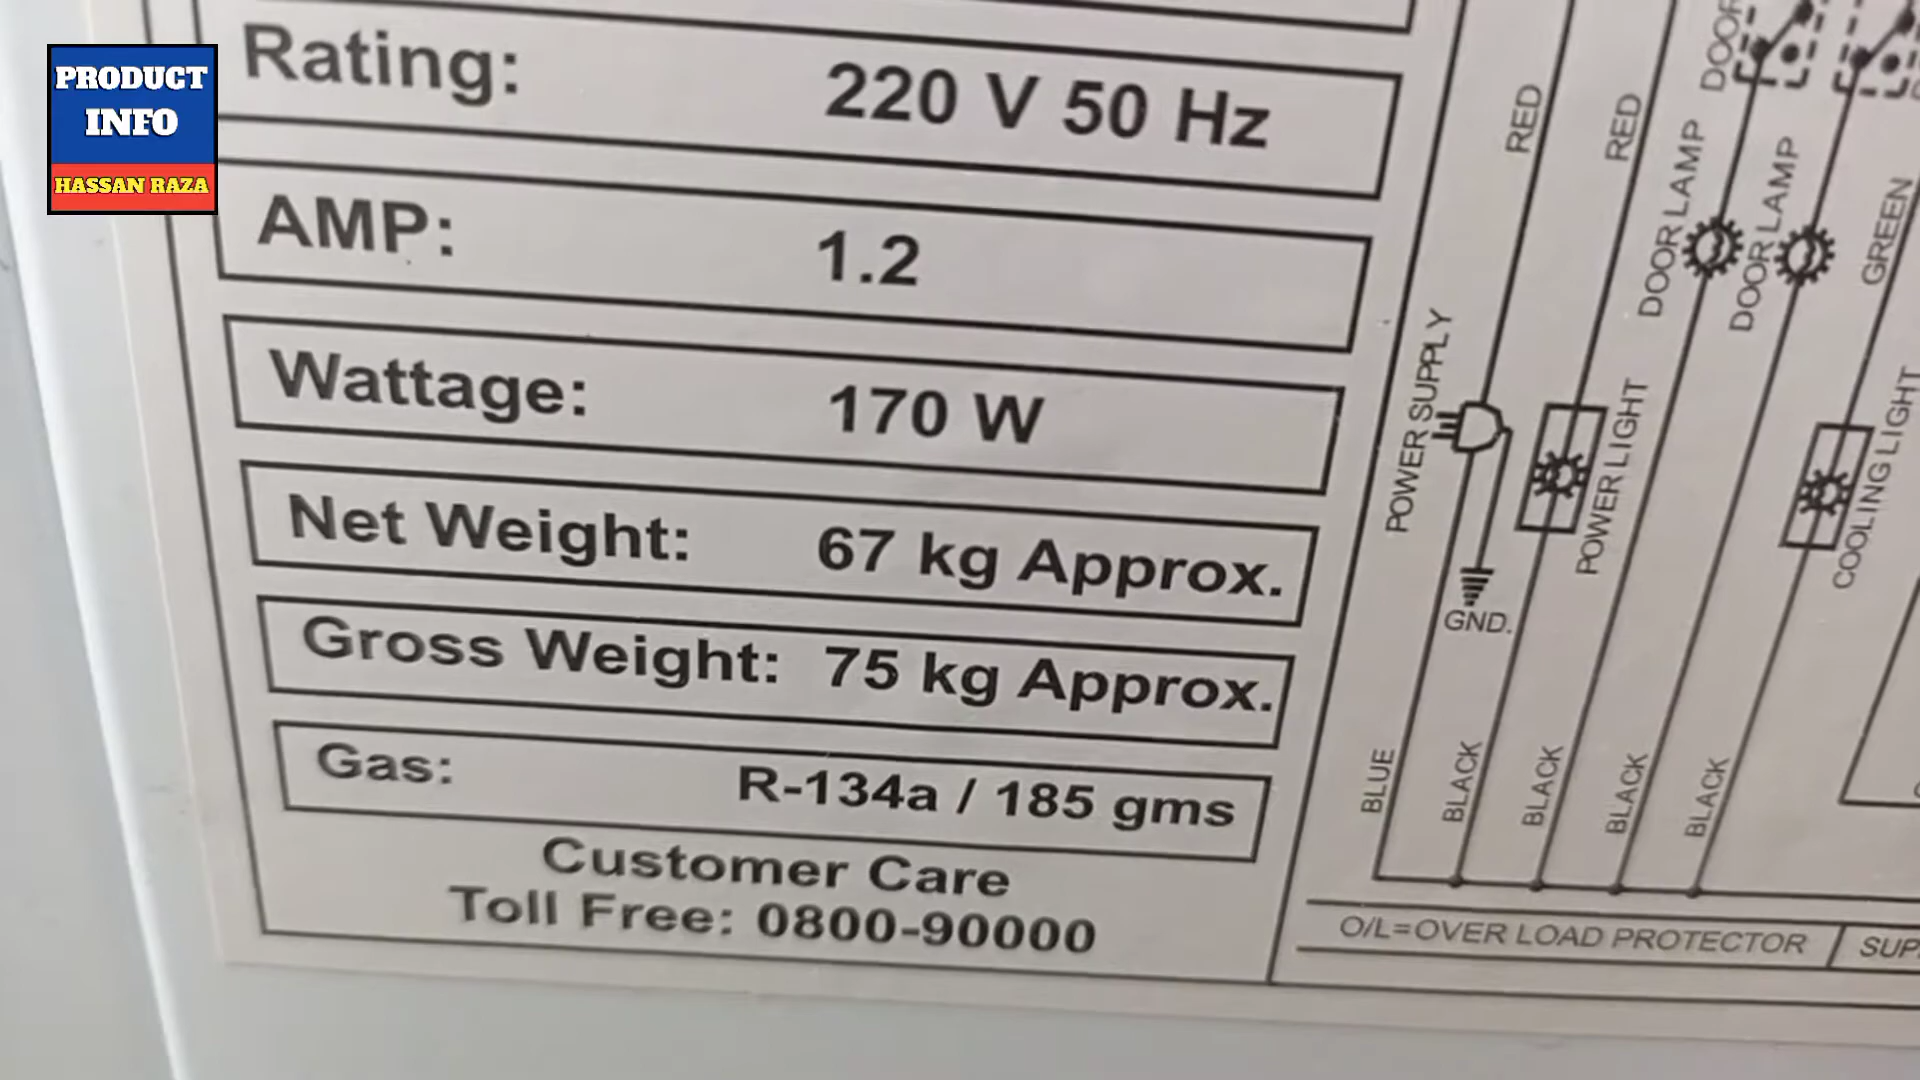 PRODUCT
INFO
HASSAN RAZA
Rating: 220 V 50 Hz
AMP: 1.2
Wattage: 170 W
Net Weight: 67 kg Approx.
Gross Weight: 75 kg Approx.
Gas: R-134a / 185 gms
Customer Care
Toll Free: 0800-90000
RED
RED
DOOR LAMP
DOOR LAMP
GREEN
POWER SUPPLY
POWER LIGHT
COOLING LIGHT
GND.
BLUE
BLACK
BLACK
BLACK
BLACK
O/L=OVER LOAD PROTECTOR